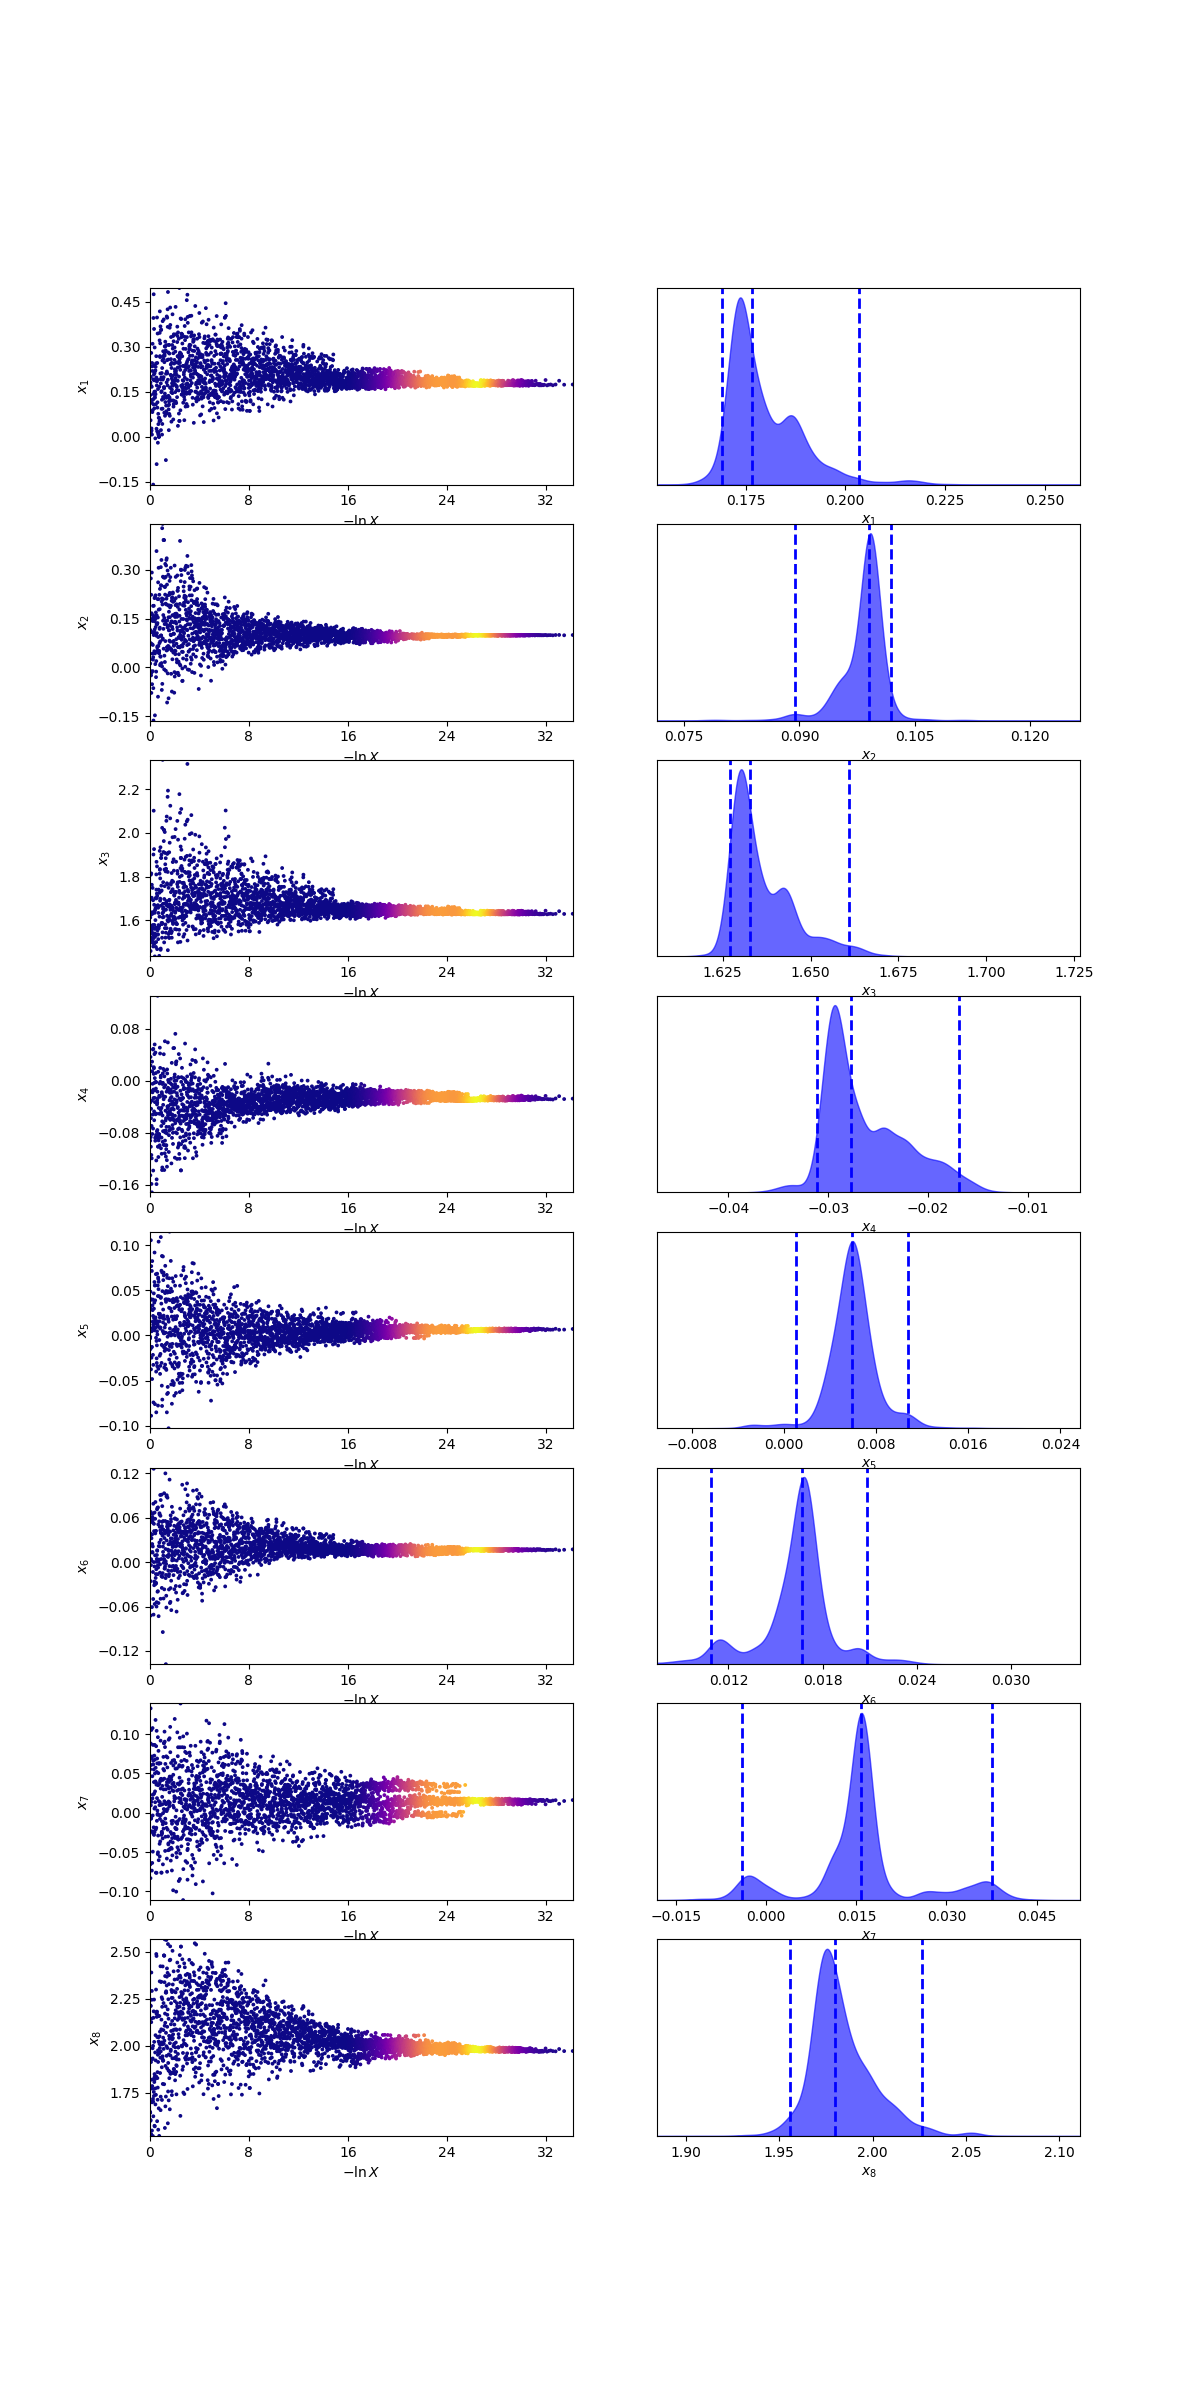 0.45
0.30
0.15
0.00
−0.15
x₁
0 8 16 24 32
−ln X
0.175 0.200 0.225 0.250
x₁
0.30
0.15
0.00
−0.15
x₂
0 8 16 24 32
−ln X
0.075 0.090 0.105 0.120
x₂
2.2
2.0
1.8
1.6
x₃
0 8 16 24 32
−ln X
1.625 1.650 1.675 1.700 1.725
x₃
0.08
0.00
−0.08
−0.16
x₄
0 8 16 24 32
−ln X
−0.04 −0.03 −0.02 −0.01
x₄
0.10
0.05
0.00
−0.05
−0.10
x₅
0 8 16 24 32
−ln X
−0.008 0.000 0.008 0.016 0.024
x₅
0.12
0.06
0.00
−0.06
−0.12
x₆
0 8 16 24 32
−ln X
0.012 0.018 0.024 0.030
x₆
0.10
0.05
0.00
−0.05
−0.10
x₇
0 8 16 24 32
−ln X
−0.015 0.000 0.015 0.030 0.045
x₇
2.50
2.25
2.00
1.75
x₈
0 8 16 24 32
−ln X
1.90 1.95 2.00 2.05 2.10
x₈